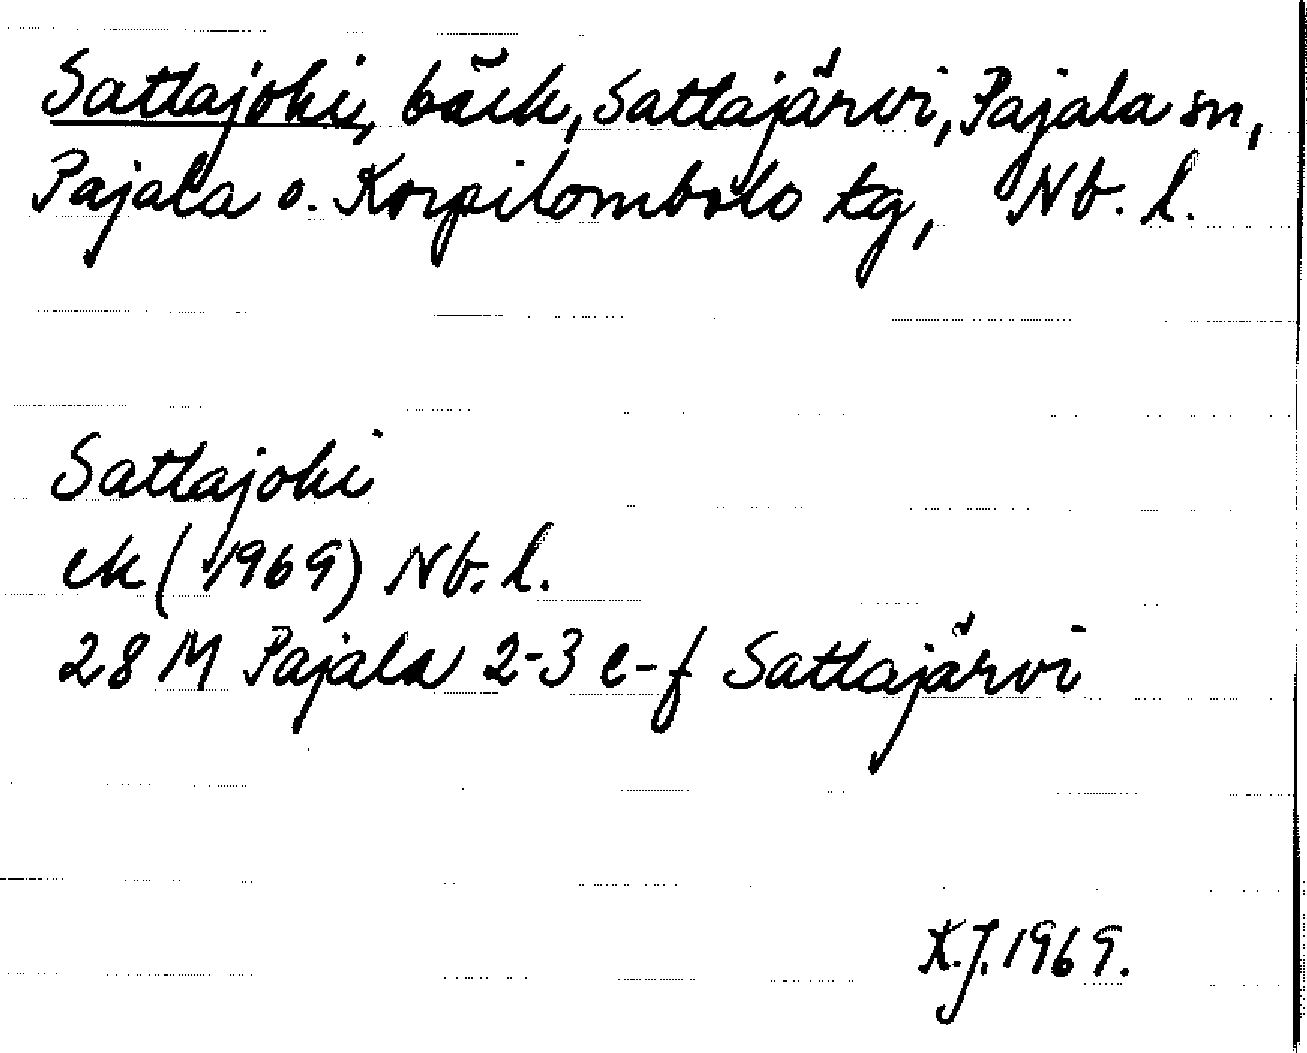 Sattajoki, bäck, Sattajärvi, Pajala sn,
Pajala o. Korpilombolo tg, Nb. l.
Sattajoki
ek (1969) Nb. l.
28 M Pajala 2-3 e-f Sattajärvi
K.J. 1969.